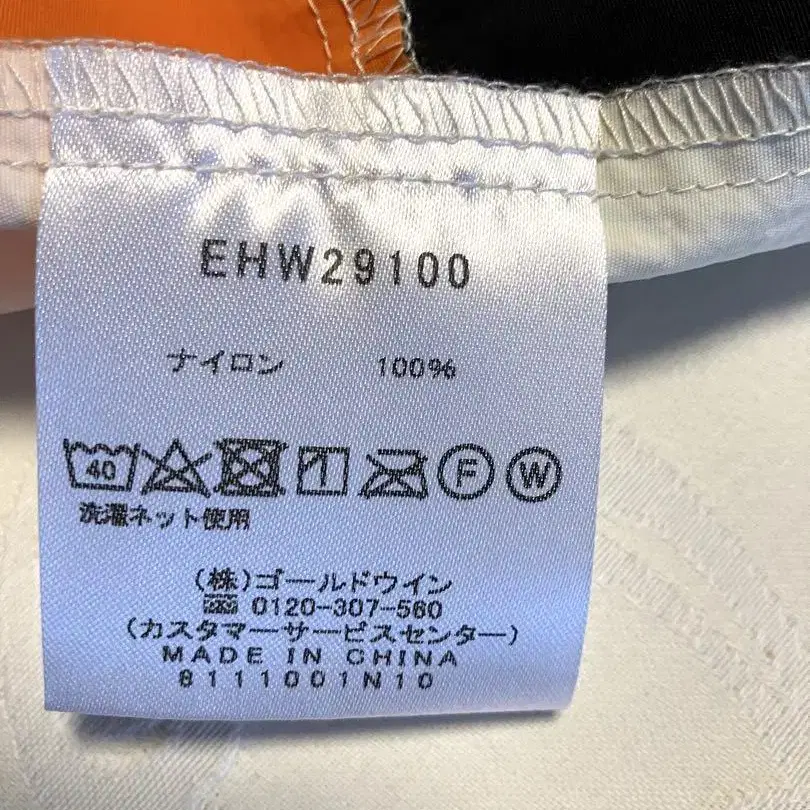 EHW29100
ナイロン 100%
40 F W
洗濯ネット使用
(株)ゴールドウイン
0120-307-560
(カスタマーサービスセンター)
MADE IN CHINA
8111001N10